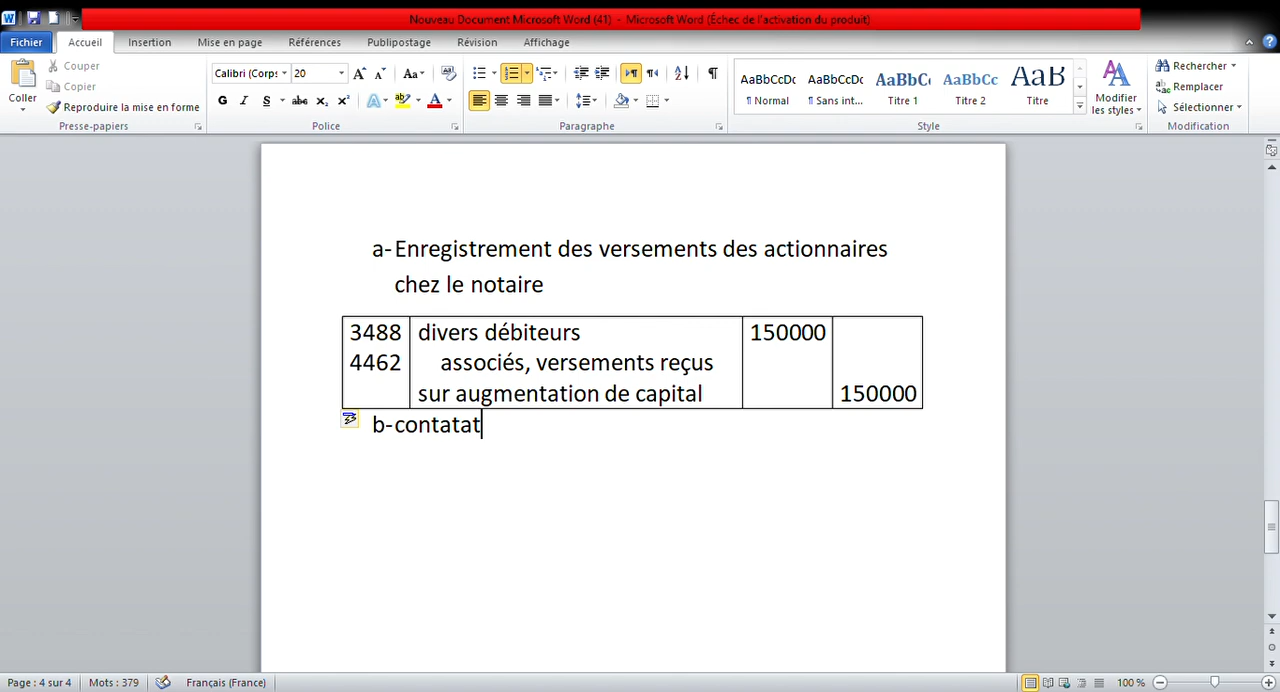 Nouveau Document Microsoft Word (41) - Microsoft Word (Échec de l'activation du produit)
Fichier Accueil Insertion Mise en page Références Publipostage Révision Affichage
Coller
Couper
Copier
Reproduire la mise en forme
Presse-papiers
Calibri (Corps 20
G I S abc x₂ x²
Police
Paragraphe
AaBbCcDc AaBbCcDc AaBbC AaBbCc AaB
¶ Normal ¶ Sans int... Titre 1 Titre 2 Titre
Modifier
les styles
Style
Rechercher
Remplacer
Sélectionner
Modification
a-Enregistrement des versements des actionnaires
chez le notaire
3488 divers débiteurs 150000
4462 associés, versements reçus
sur augmentation de capital 150000
b-contatat
Page : 4 sur 4 Mots : 379 Français (France) 100 %